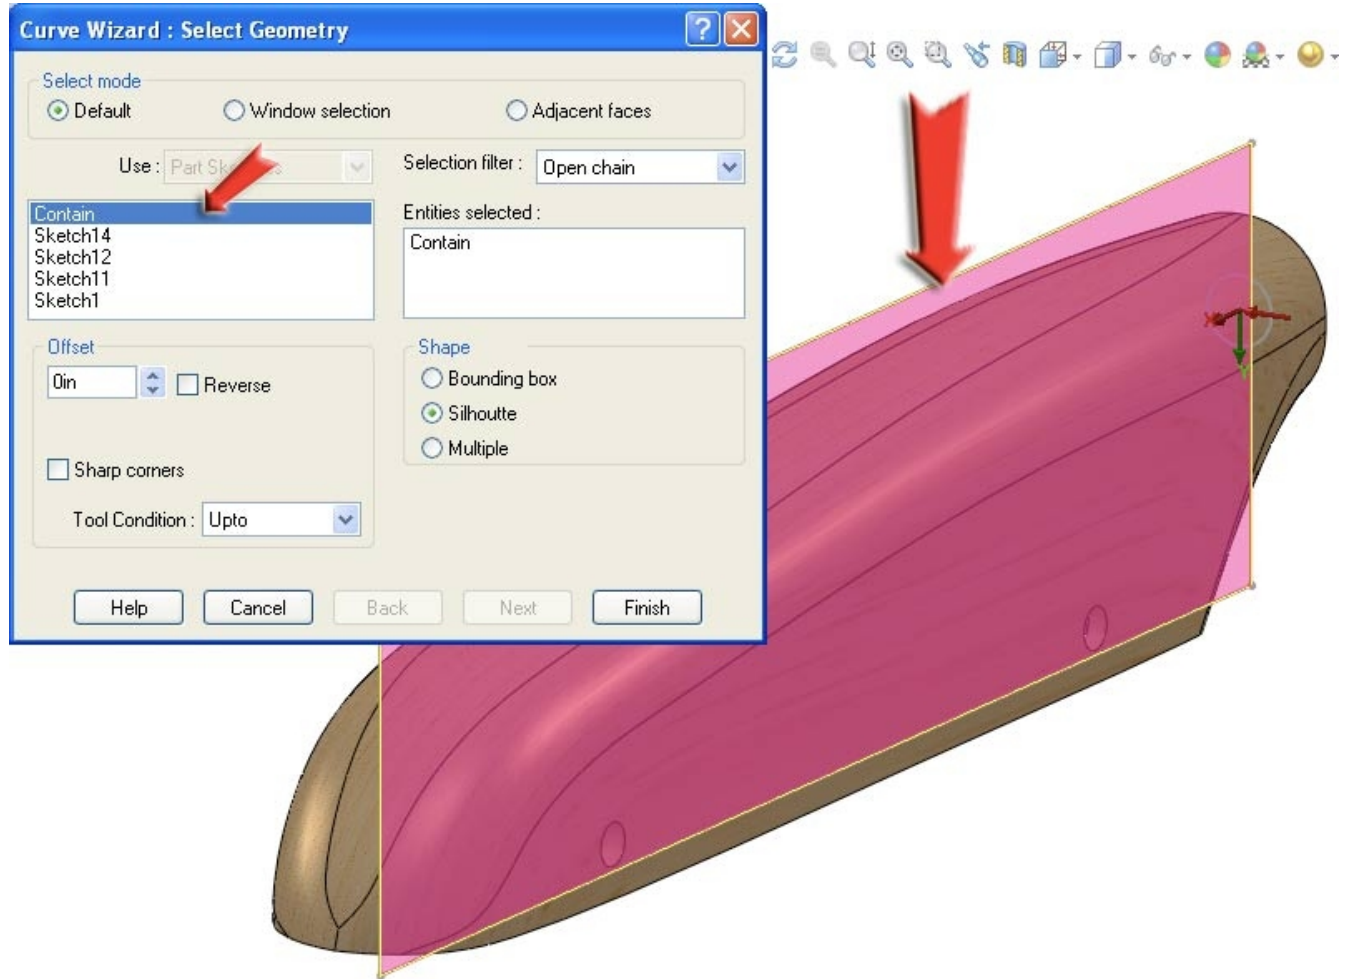 Curve Wizard : Select Geometry
Select mode
Default Window selection Adjacent faces
Use : Part Sketches Selection filter : Open chain
Contain
Sketch14
Sketch12
Sketch11
Sketch1
Entities selected :
Contain
Offset
0in Reverse
Sharp corners
Tool Condition : Upto
Shape
Bounding box
Silhoutte
Multiple
Help Cancel Back Next Finish
X
Y